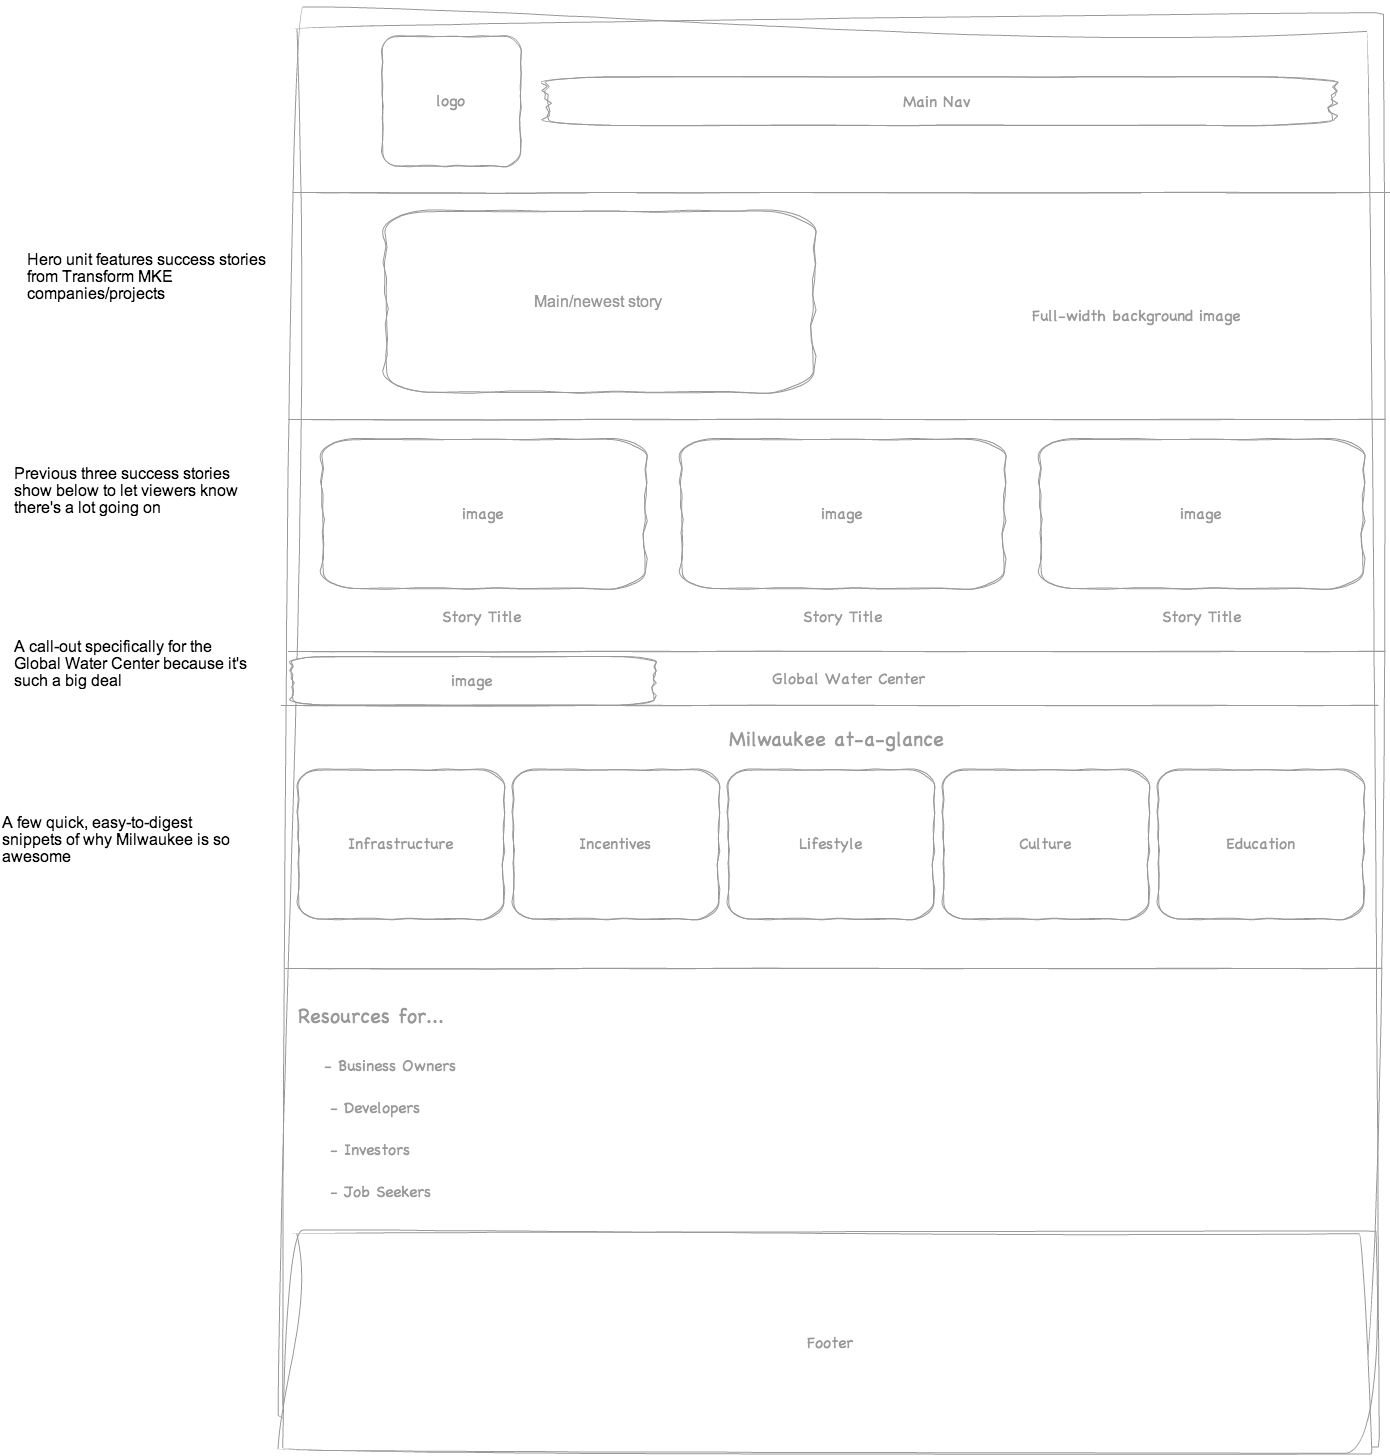 logo
Main Nav
Hero unit features success stories
from Transform MKE
companies/projects
Main/newest story
Full-width background image
Previous three success stories
show below to let viewers know
there's a lot going on
image
image
image
Story Title
Story Title
Story Title
A call-out specifically for the
Global Water Center because it's
such a big deal
image
Global Water Center
Milwaukee at-a-glance
A few quick, easy-to-digest
snippets of why Milwaukee is so
awesome
Infrastructure
Incentives
Lifestyle
Culture
Education
Resources for...
- Business Owners
- Developers
- Investors
- Job Seekers
Footer